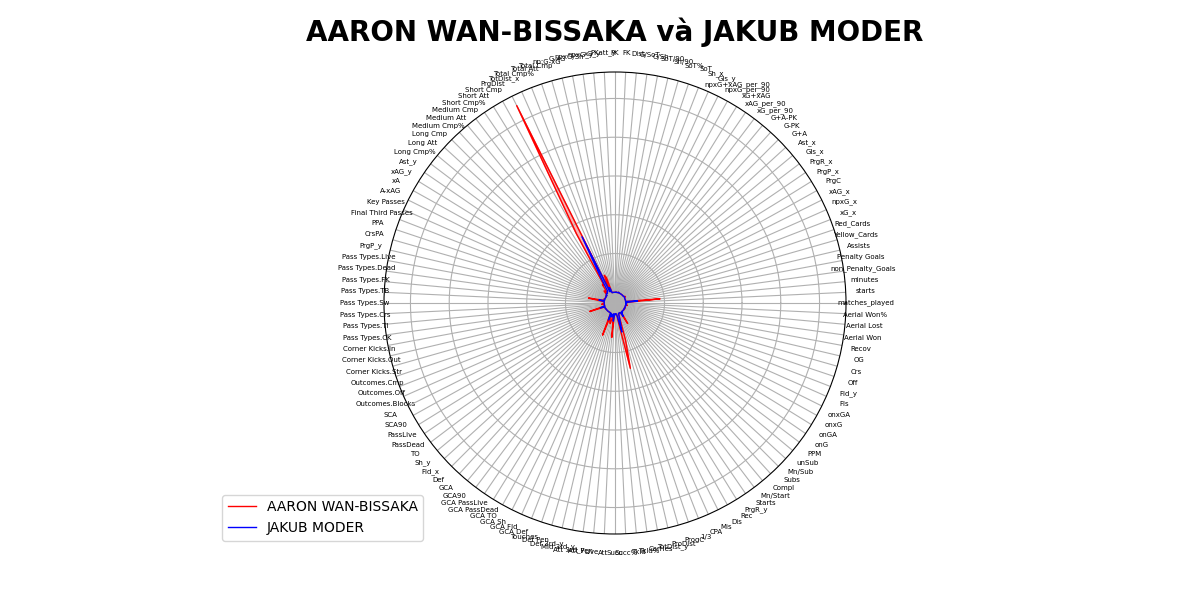 AARON WAN-BISSAKA và JAKUB MODER
npxG+xAG_per_90
npxG_per_90
xG+xAG
xAG_per_90
xG_per_90
G+A-PK
G-PK
G+A
Ast_x
Gls_x
PrgR_x
PrgP_x
PrgC
xAG_x
npxG_x
xG_x
Red_Cards
Yellow_Cards
Assists
Penalty Goals
non_Penalty_Goals
minutes
starts
matches_played
Aerial Won%
Aerial Lost
Aerial Won
Recov
OG
Crs
Off
Fld_y
Fls
onxGA
onxG
onGA
onG
PPM
unSub
Mn/Sub
Subs
Compl
Mn/Start
Starts
PrgR_y
Rec
Dis
Mis
CPA
1/3
ProgC
PrgDist
TotDist_x
Total Cmp%
Total Att
Total Cmp
Short Cmp
Short Att
Short Cmp%
Medium Cmp
Medium Att
Medium Cmp%
Long Cmp
Long Att
Long Cmp%
Ast_y
xAG_y
xA
A-xAG
Key Passes
Final Third Passes
PPA
CrsPA
PrgP_y
Pass Types.Live
Pass Types.Dead
Pass Types.FK
Pass Types.TB
Pass Types.Sw
Pass Types.Crs
Pass Types.TI
Pass Types.CK
Corner Kicks.In
Corner Kicks.Out
Corner Kicks.Str
Outcomes.Cmp
Outcomes.Off
Outcomes.Blocks
SCA
SCA90
PassLive
PassDead
TO
Sh_y
Fld_x
Def
GCA
GCA90
GCA PassLive
GCA PassDead
GCA TO
GCA Sh
GCA Fld
GCA Def
Touches
Def Pen
FK
SoT
Sh_x
Gls_y
SoT%
AARON WAN-BISSAKA
JAKUB MODER